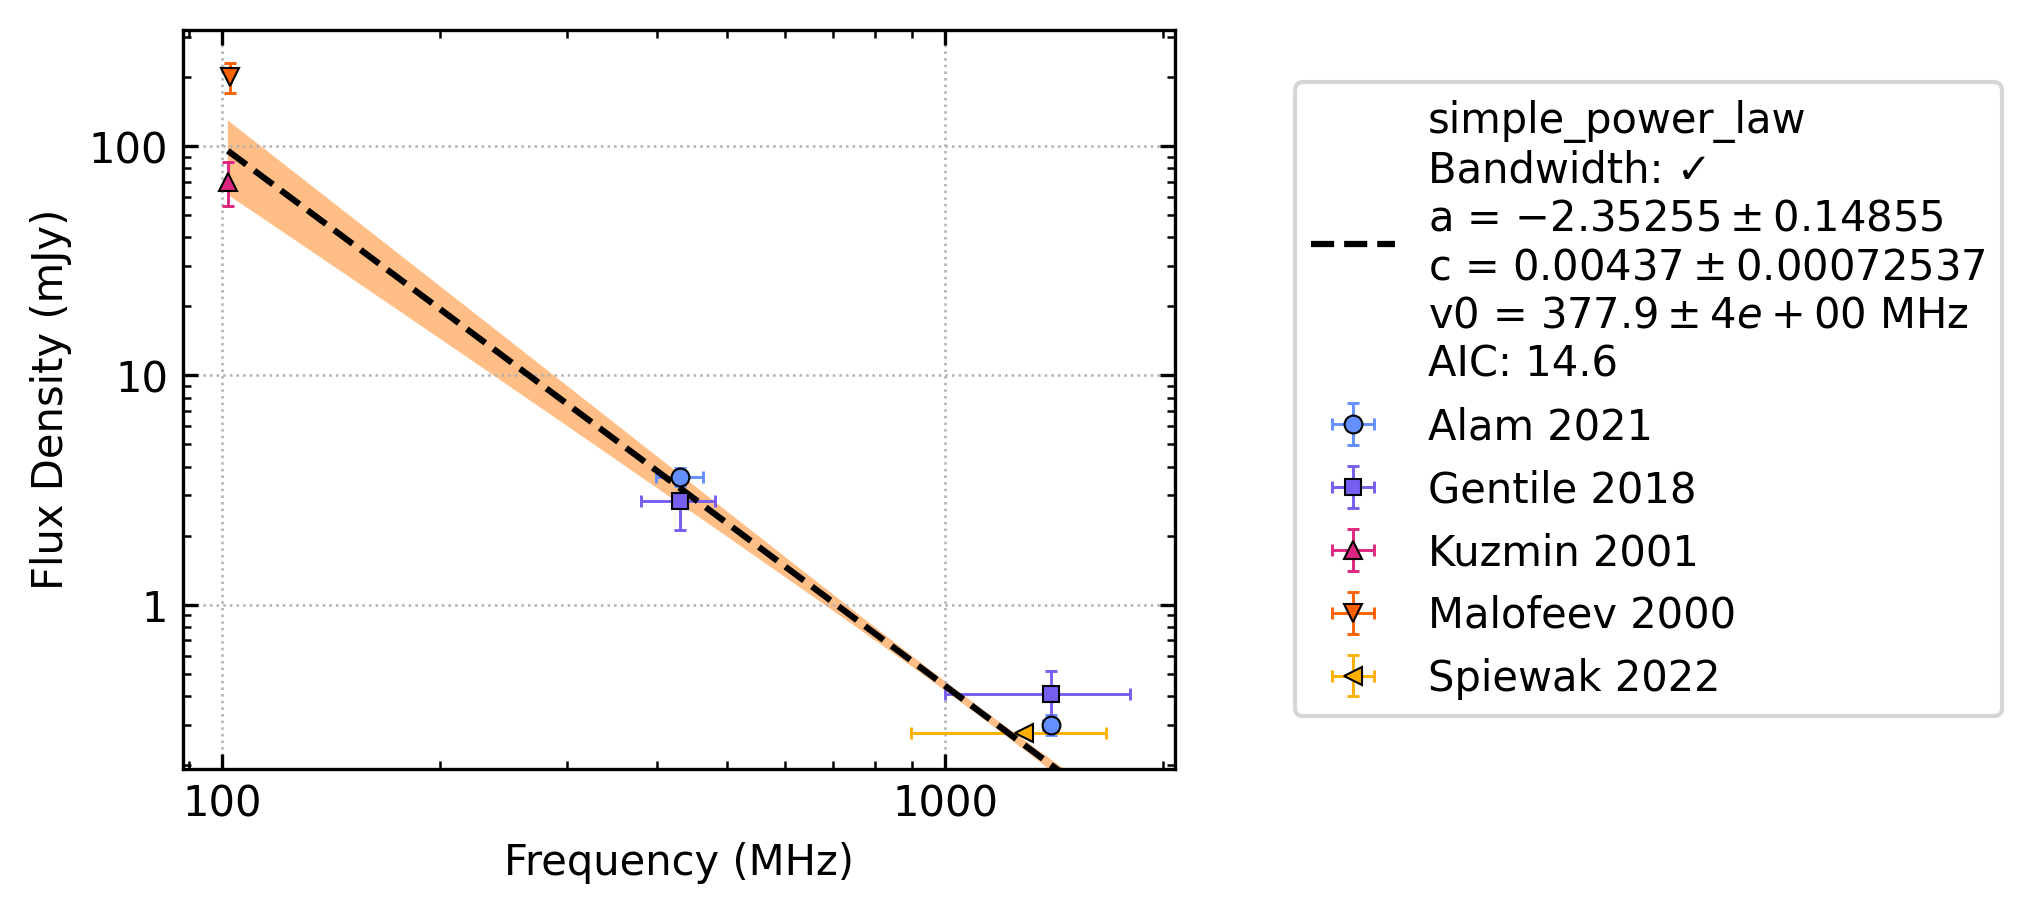 100
10
1
Flux Density (mJy)
100
1000
Frequency (MHz)
simple_power_law
Bandwidth: ✓
a = −2.35255 ± 0.14855
c = 0.00437 ± 0.00072537
v0 = 377.9 ± 4e + 00 MHz
AIC: 14.6
Alam 2021
Gentile 2018
Kuzmin 2001
Malofeev 2000
Spiewak 2022